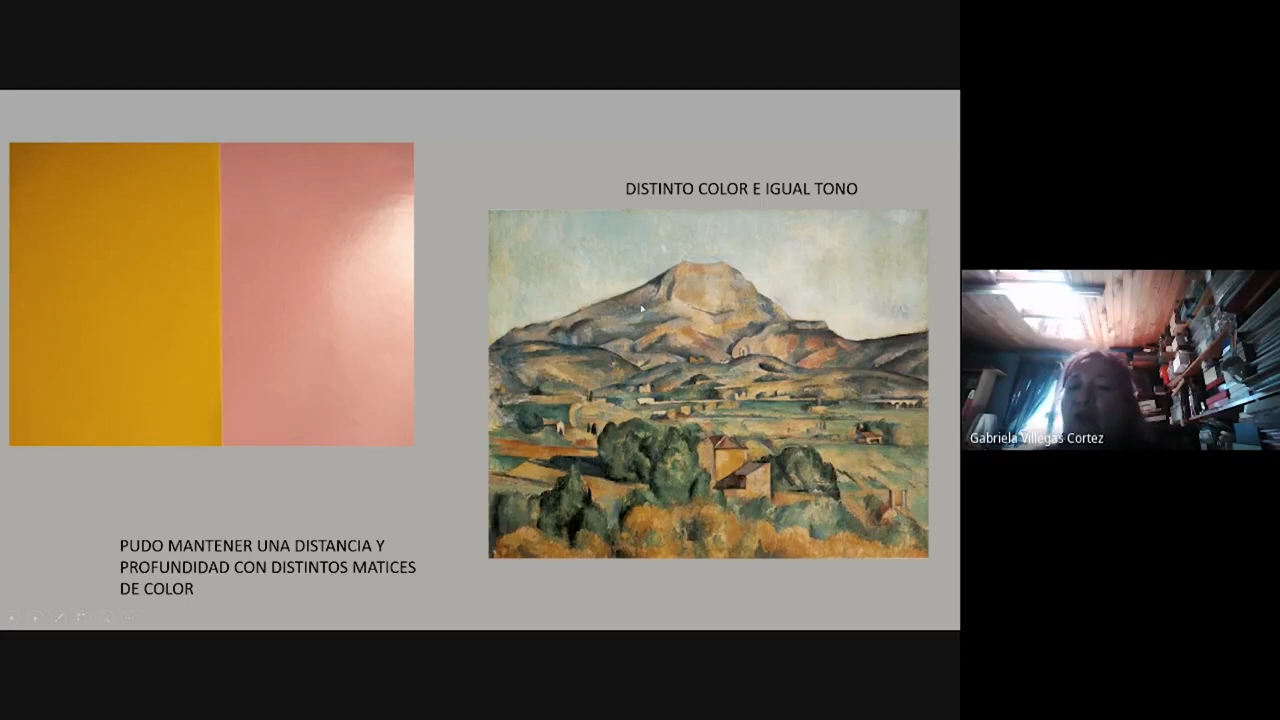 DISTINTO COLOR E IGUAL TONO
PUDO MANTENER UNA DISTANCIA Y
PROFUNDIDAD CON DISTINTOS MATICES
DE COLOR
Gabriela Villegas Cortez